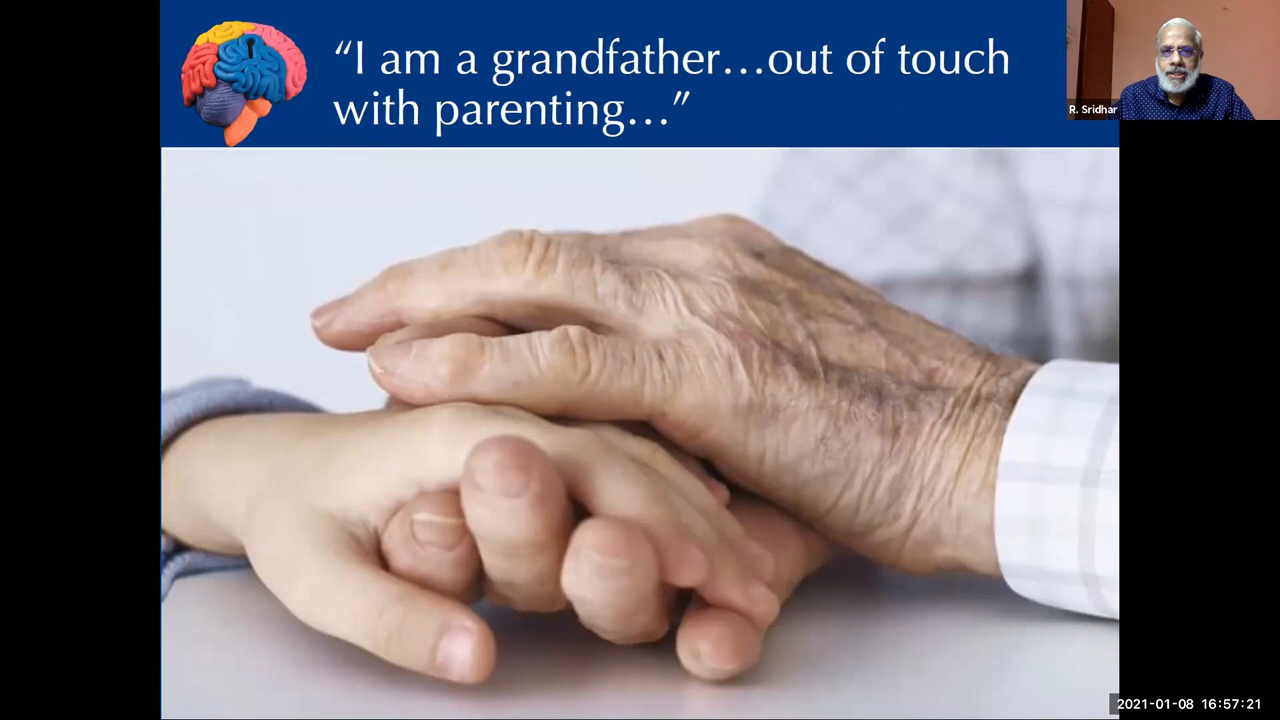 “I am a grandfather...out of touch
with parenting...”
R. Sridhar
2021-01-08 16:57:21